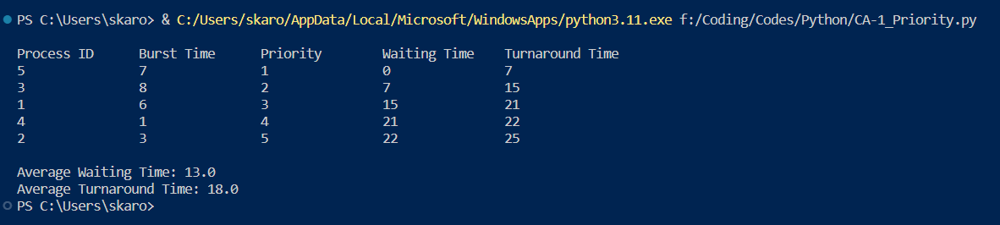 PS C:\Users\skaro> & C:/Users/skaro/AppData/Local/Microsoft/WindowsApps/python3.11.exe f:/Coding/Codes/Python/CA-1_Priority.py
Process ID Burst Time Priority Waiting Time Turnaround Time
5 7 1 0 7
3 8 2 7 15
1 6 3 15 21
4 1 4 21 22
2 3 5 22 25
Average Waiting Time: 13.0
Average Turnaround Time: 18.0
PS C:\Users\skaro>